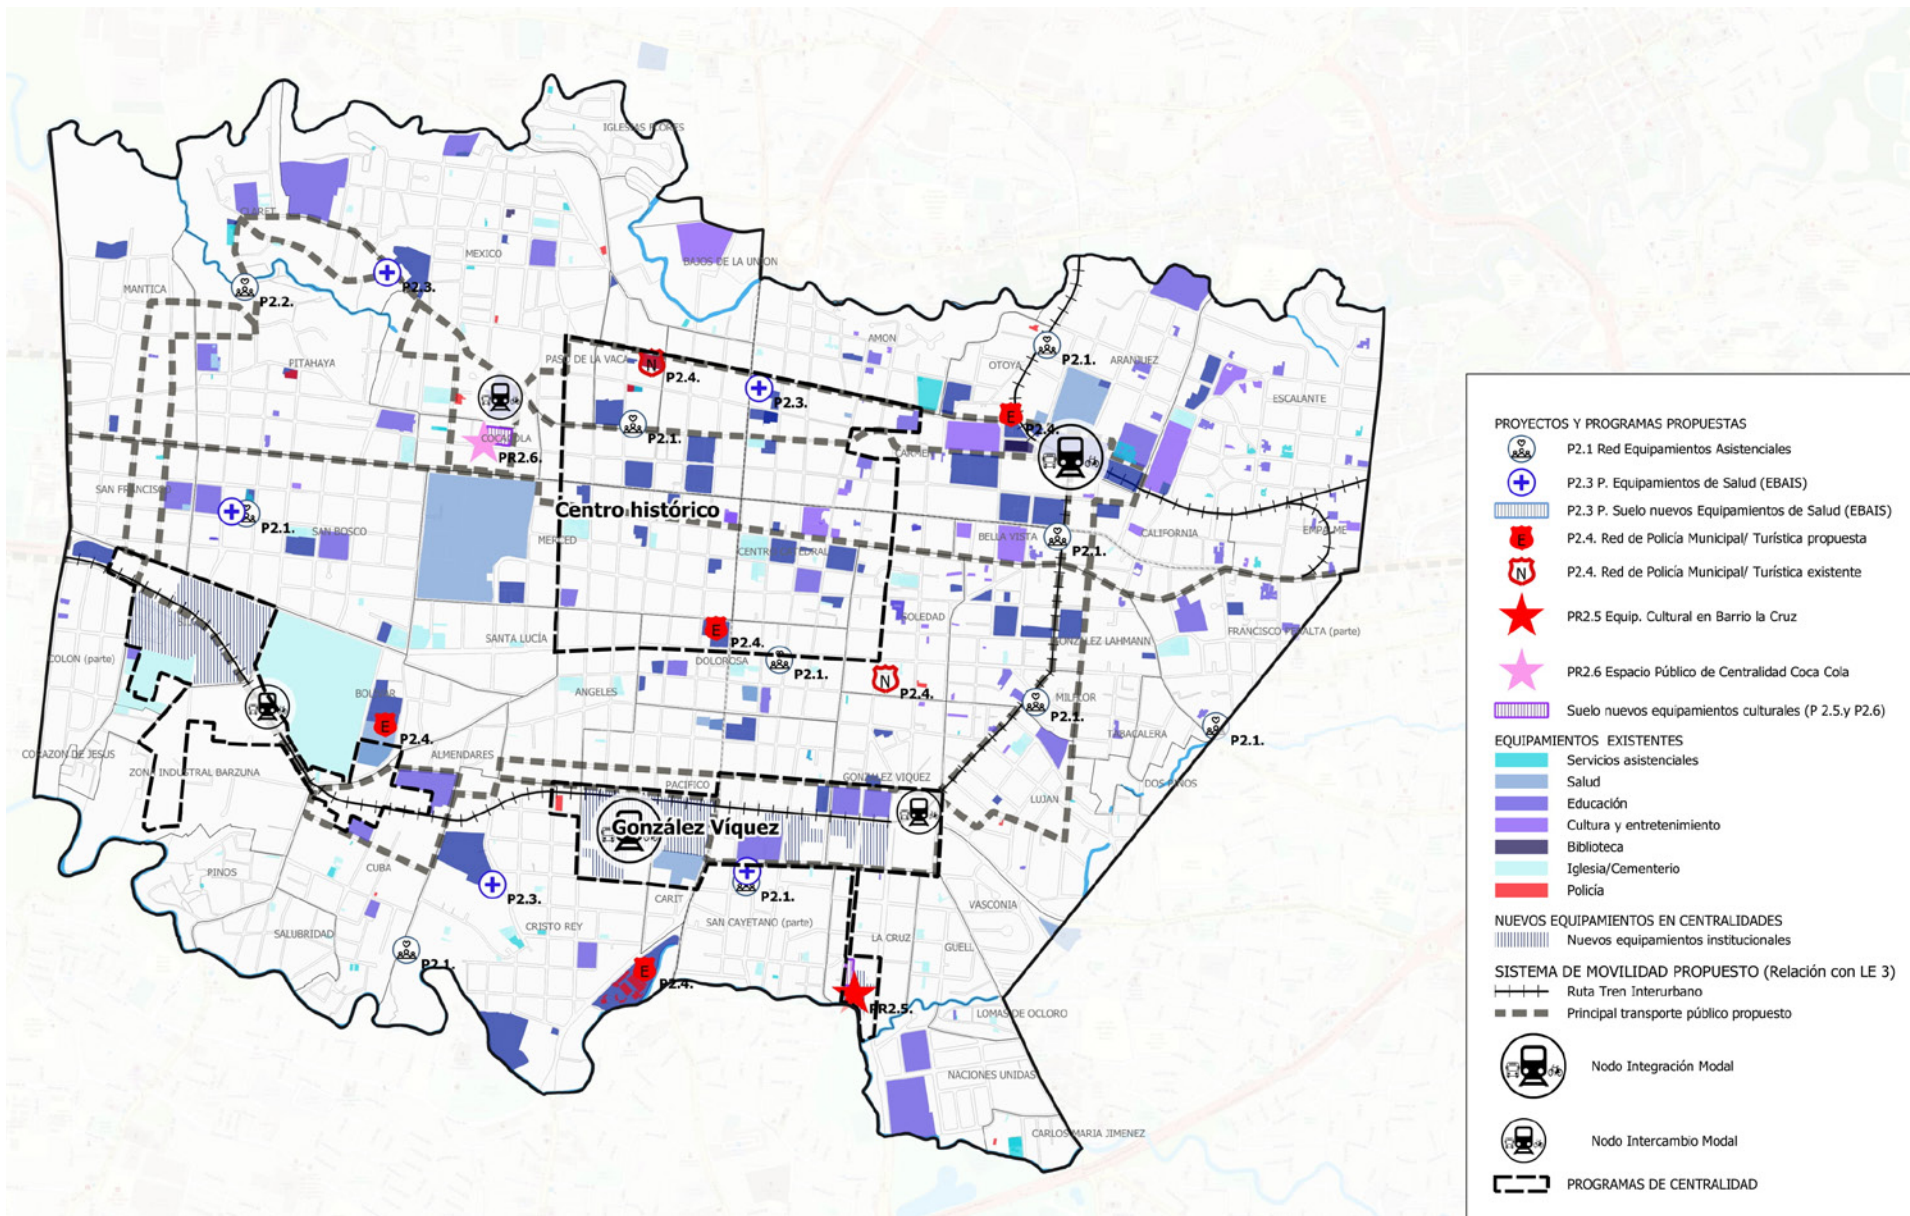 IGLESIAS FLORES
CLARET
MEXICO
BAJOS DE LA UNION
MANTICA
P2.2.
P2.3.
PITAHAYA
PASO DE LA VACA
AMON
OTOYA
P2.1.
ARANJUEZ
P2.4.
P2.3.
ESCALANTE
N
E
P2.4.
COCACOLA
P2.1.
PR2.6.
CARMEN
SAN FRANCISCO
P2.1.
SAN BOSCO
Centro histórico
MERCED
BELLA VISTA
P2.1.
CALIFORNIA
EMPALME
SANTA LUCÍA
E
P2.4.
SOLEDAD
GONZALEZ LAHMANN
FRANCISCO PERALTA (parte)
COLON (parte)
DOLOROSA
P2.1.
N
P2.4.
ANGELES
BOLIVAR
E
P2.4.
P2.1.
TABACALERA
P2.1.
CORAZON DE JESUS
ZONA INDUSTRIAL BARZUNA
ALMENDARES
PACIFICO
GONZALEZ VIQUEZ
DOS PINOS
LUJAN
González Víquez
PINOS
CUBA
P2.3.
CARIT
P2.1.
VASCONIA
SALUBRIDAD
CRISTO REY
SAN CAYETANO (parte)
LA CRUZ
GUELL
P2.1.
E
P2.4.
PR2.5.
LOMAS DE OCLORO
NACIONES UNIDAS
CARLOS MARIA JIMENEZ
PROYECTOS Y PROGRAMAS PROPUESTAS
P2.1 Red Equipamientos Asistenciales
P2.3 P. Equipamientos de Salud (EBAIS)
P2.3 P. Suelo nuevos Equipamientos de Salud (EBAIS)
E P2.4. Red de Policía Municipal/ Turística propuesta
N P2.4. Red de Policía Municipal/ Turística existente
PR2.5 Equip. Cultural en Barrio la Cruz
PR2.6 Espacio Público de Centralidad Coca Cola
Suelo nuevos equipamientos culturales (P 2.5.y P2.6)
EQUIPAMIENTOS EXISTENTES
Servicios asistenciales
Salud
Educación
Cultura y entretenimiento
Biblioteca
Iglesia/Cementerio
Policía
NUEVOS EQUIPAMIENTOS EN CENTRALIDADES
Nuevos equipamientos institucionales
SISTEMA DE MOVILIDAD PROPUESTO (Relación con LE 3)
Ruta Tren Interurbano
Principal transporte público propuesto
Nodo Integración Modal
Nodo Intercambio Modal
PROGRAMAS DE CENTRALIDAD